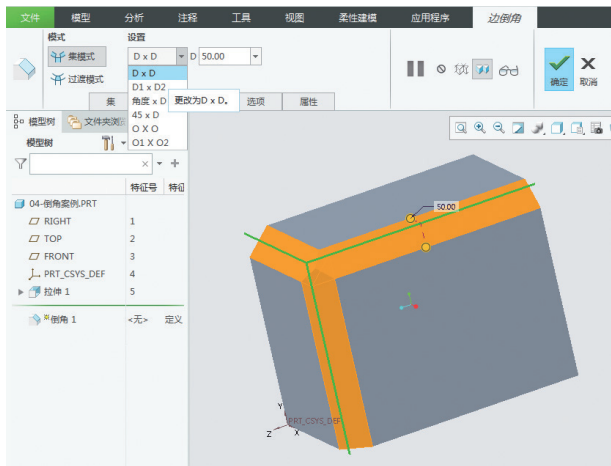 文件 模型 分析 注释 工具 视图 柔性建模 应用程序 边倒角
模式 设置
集模式 D x D D 50.00
过渡模式 D x D
D1 x D2
集 角度 x D 更改为D x D。 选项 属性
45 x D
模型树 文件夹浏 O X O
模型树 O1 X O2
特征号 特征
04-倒角案例.PRT
RIGHT 1
TOP 2
FRONT 3
PRT_CSYS_DEF 4
拉伸 1 5
倒角 1 <无> 定义
确定 取消
50.00
Y
PRT_CSYS_DEF
Z X